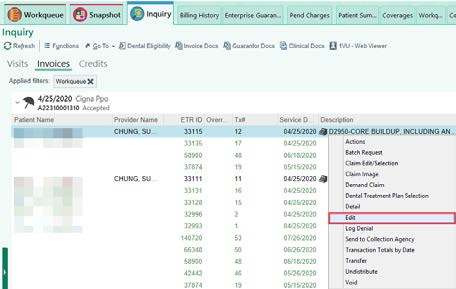 Workqueue Snapshot Inquiry Billing History Enterprise Guaran... Pend Charges Patient Sum... Coverages Workq... Ce
Inquiry
Refresh Functions Go To Dental Eligibility Invoice Docs Guarantor Docs Clinical Docs 1VU - Web Viewer
Visits Invoices Credits
Applied filters: Workqueue X
4/25/2020 Cigna Ppo
A22310001310 Accepted
Patient Name Provider Name ETR ID Overr... Tx# Service D... Description
CHUNG, SU... 33115 12 04/25/2020 D2950-CORE BUILDUP, INCLUDING AN...
33135 17 04/25/2020 Actions
58900 48 06/18/2020 Batch Request
37874 19 05/15/2020 Claim Edit/Selection
CHUNG, SU... 33111 11 04/25/2020 Claim Image
33131 16 04/25/2020 Demand Claim
33128 15 04/25/2020 Dental Treatment Plan Selection
32996 2 04/25/2020 Detail
32993 1 04/25/2020 Edit
140720 53 07/26/2020 Log Denial
66348 50 06/26/2020 Send to Collection Agency
58900 48 06/18/2020 Transaction Totals by Date
42442 46 05/26/2020 Transfer
37874 19 05/15/2020 Undistribute
Void